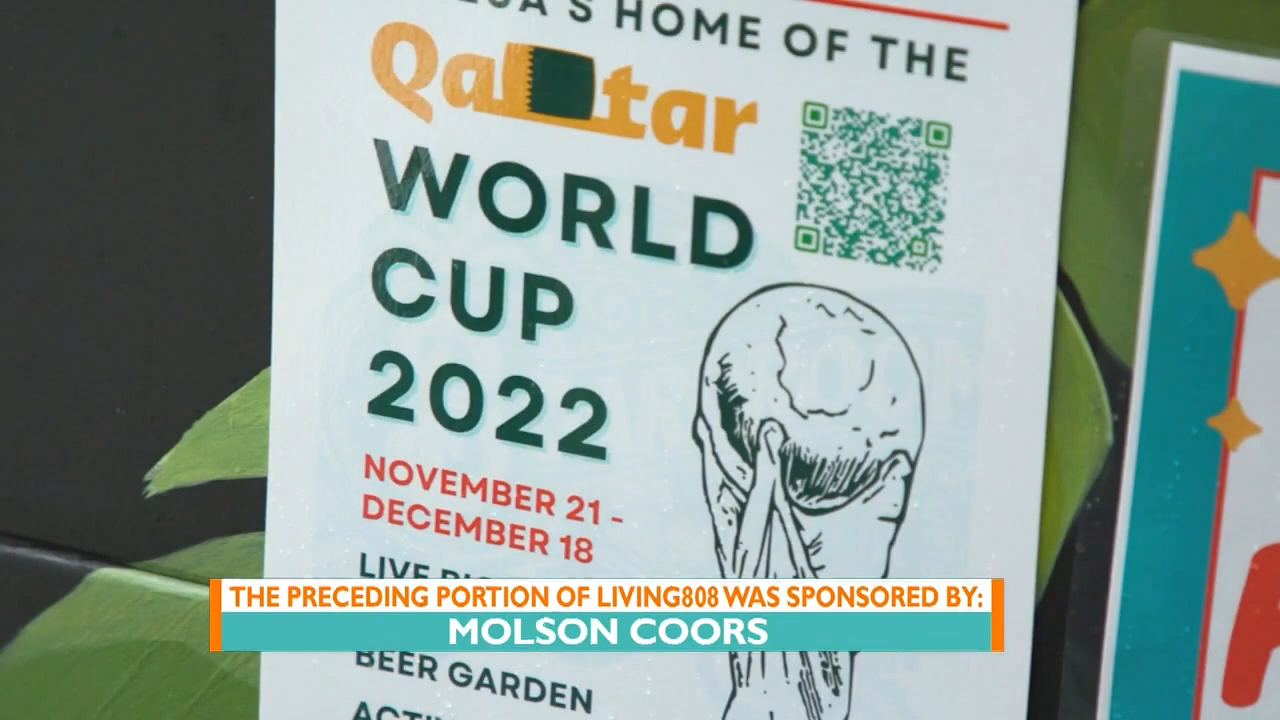 HOME OF THE
Qatar
WORLD
CUP
2022
NOVEMBER 21 -
DECEMBER 18
LIVE
THE PRECEDING PORTION OF LIVING808 WAS SPONSORED BY:
MOLSON COORS
BEER GARDEN